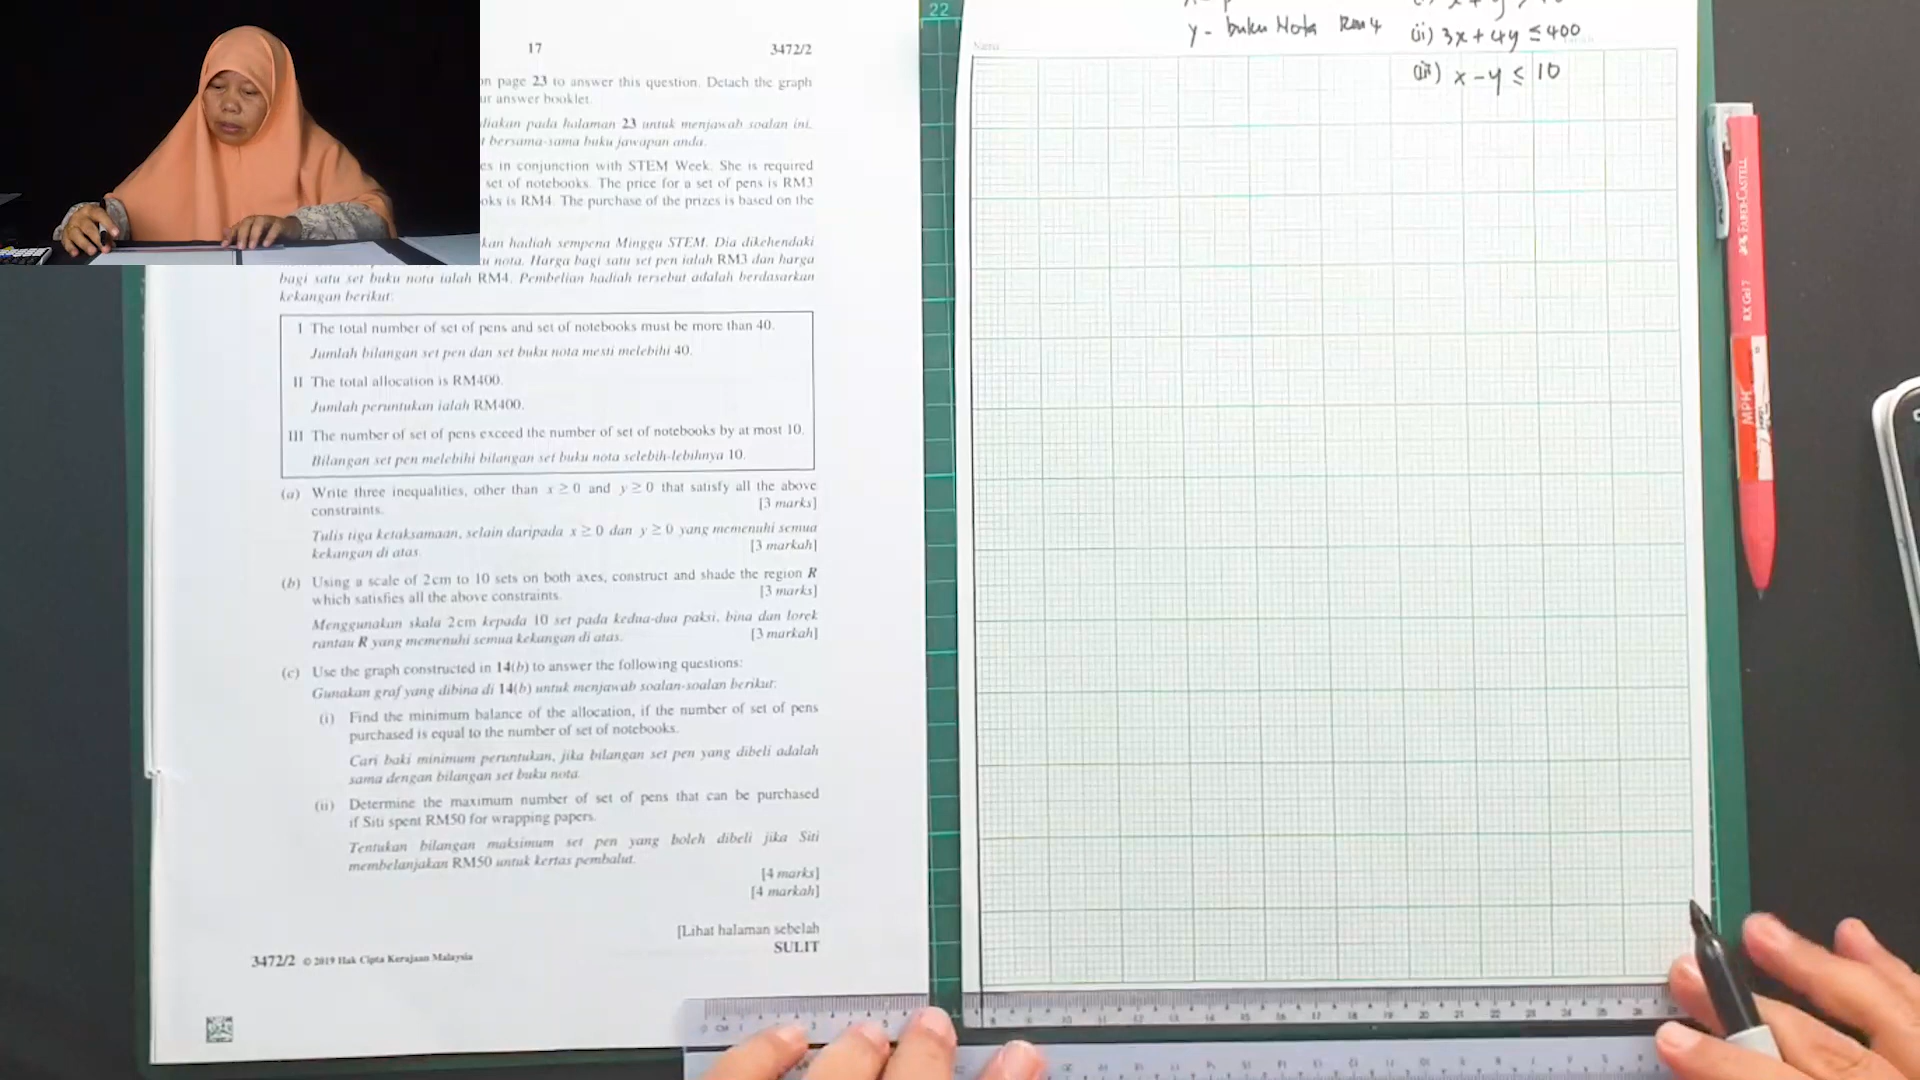 17 3472/2
on page 23 to answer this question. Detach the graph
ur answer booklet.
diakan pada halaman 23 untuk menjawab soalan ini.
t bersama-sama buku jawapan anda.
es in conjunction with STEM Week. She is required
set of notebooks. The price for a set of pens is RM3
oks is RM4. The purchase of the prizes is based on the
kan hadiah sempena Minggu STEM. Dia dikehendaki
u nota. Harga bagi satu set pen ialah RM3 dan harga
bagi satu set buku nota ialah RM4. Pembelian hadiah tersebut adalah berdasarkan
kekangan berikut:
I The total number of set of pens and set of notebooks must be more than 40.
Jumlah bilangan set pen dan set buku nota mesti melebihi 40.
II The total allocation is RM400.
Jumlah peruntukan ialah RM400.
III The number of set of pens exceed the number of set of notebooks by at most 10.
Bilangan set pen melebihi bilangan set buku nota selebih-lebihnya 10.
(a) Write three inequalities, other than x ≥ 0 and y ≥ 0 that satisfy all the above
constraints. [3 marks]
Tulis tiga ketaksamaan, selain daripada x ≥ 0 dan y ≥ 0 yang memenuhi semua
kekangan di atas. [3 markah]
(b) Using a scale of 2 cm to 10 sets on both axes, construct and shade the region R
which satisfies all the above constraints. [3 marks]
Menggunakan skala 2 cm kepada 10 set pada kedua-dua paksi, bina dan lorek
rantau R yang memenuhi semua kekangan di atas. [3 markah]
(c) Use the graph constructed in 14(b) to answer the following questions:
Gunakan graf yang dibina di 14(b) untuk menjawab soalan-soalan berikut:
(i) Find the minimum balance of the allocation, if the number of set of pens
purchased is equal to the number of set of notebooks.
Cari baki minimum peruntukan, jika bilangan set pen yang dibeli adalah
sama dengan bilangan set buku nota.
(ii) Determine the maximum number of set of pens that can be purchased
if Siti spent RM50 for wrapping papers.
Tentukan bilangan maksimum set pen yang boleh dibeli jika Siti
membelanjakan RM50 untuk kertas pembalut.
[4 marks]
[4 markah]
[Lihat halaman sebelah
SULIT
3472/2 © 2019 Hak Cipta Kerajaan Malaysia
22
y - buku Nota RM4
ii) 3x + 4y ≤ 400
iii) x - y ≤ 10
Nama
FABER-CASTELL
RX Gel 7